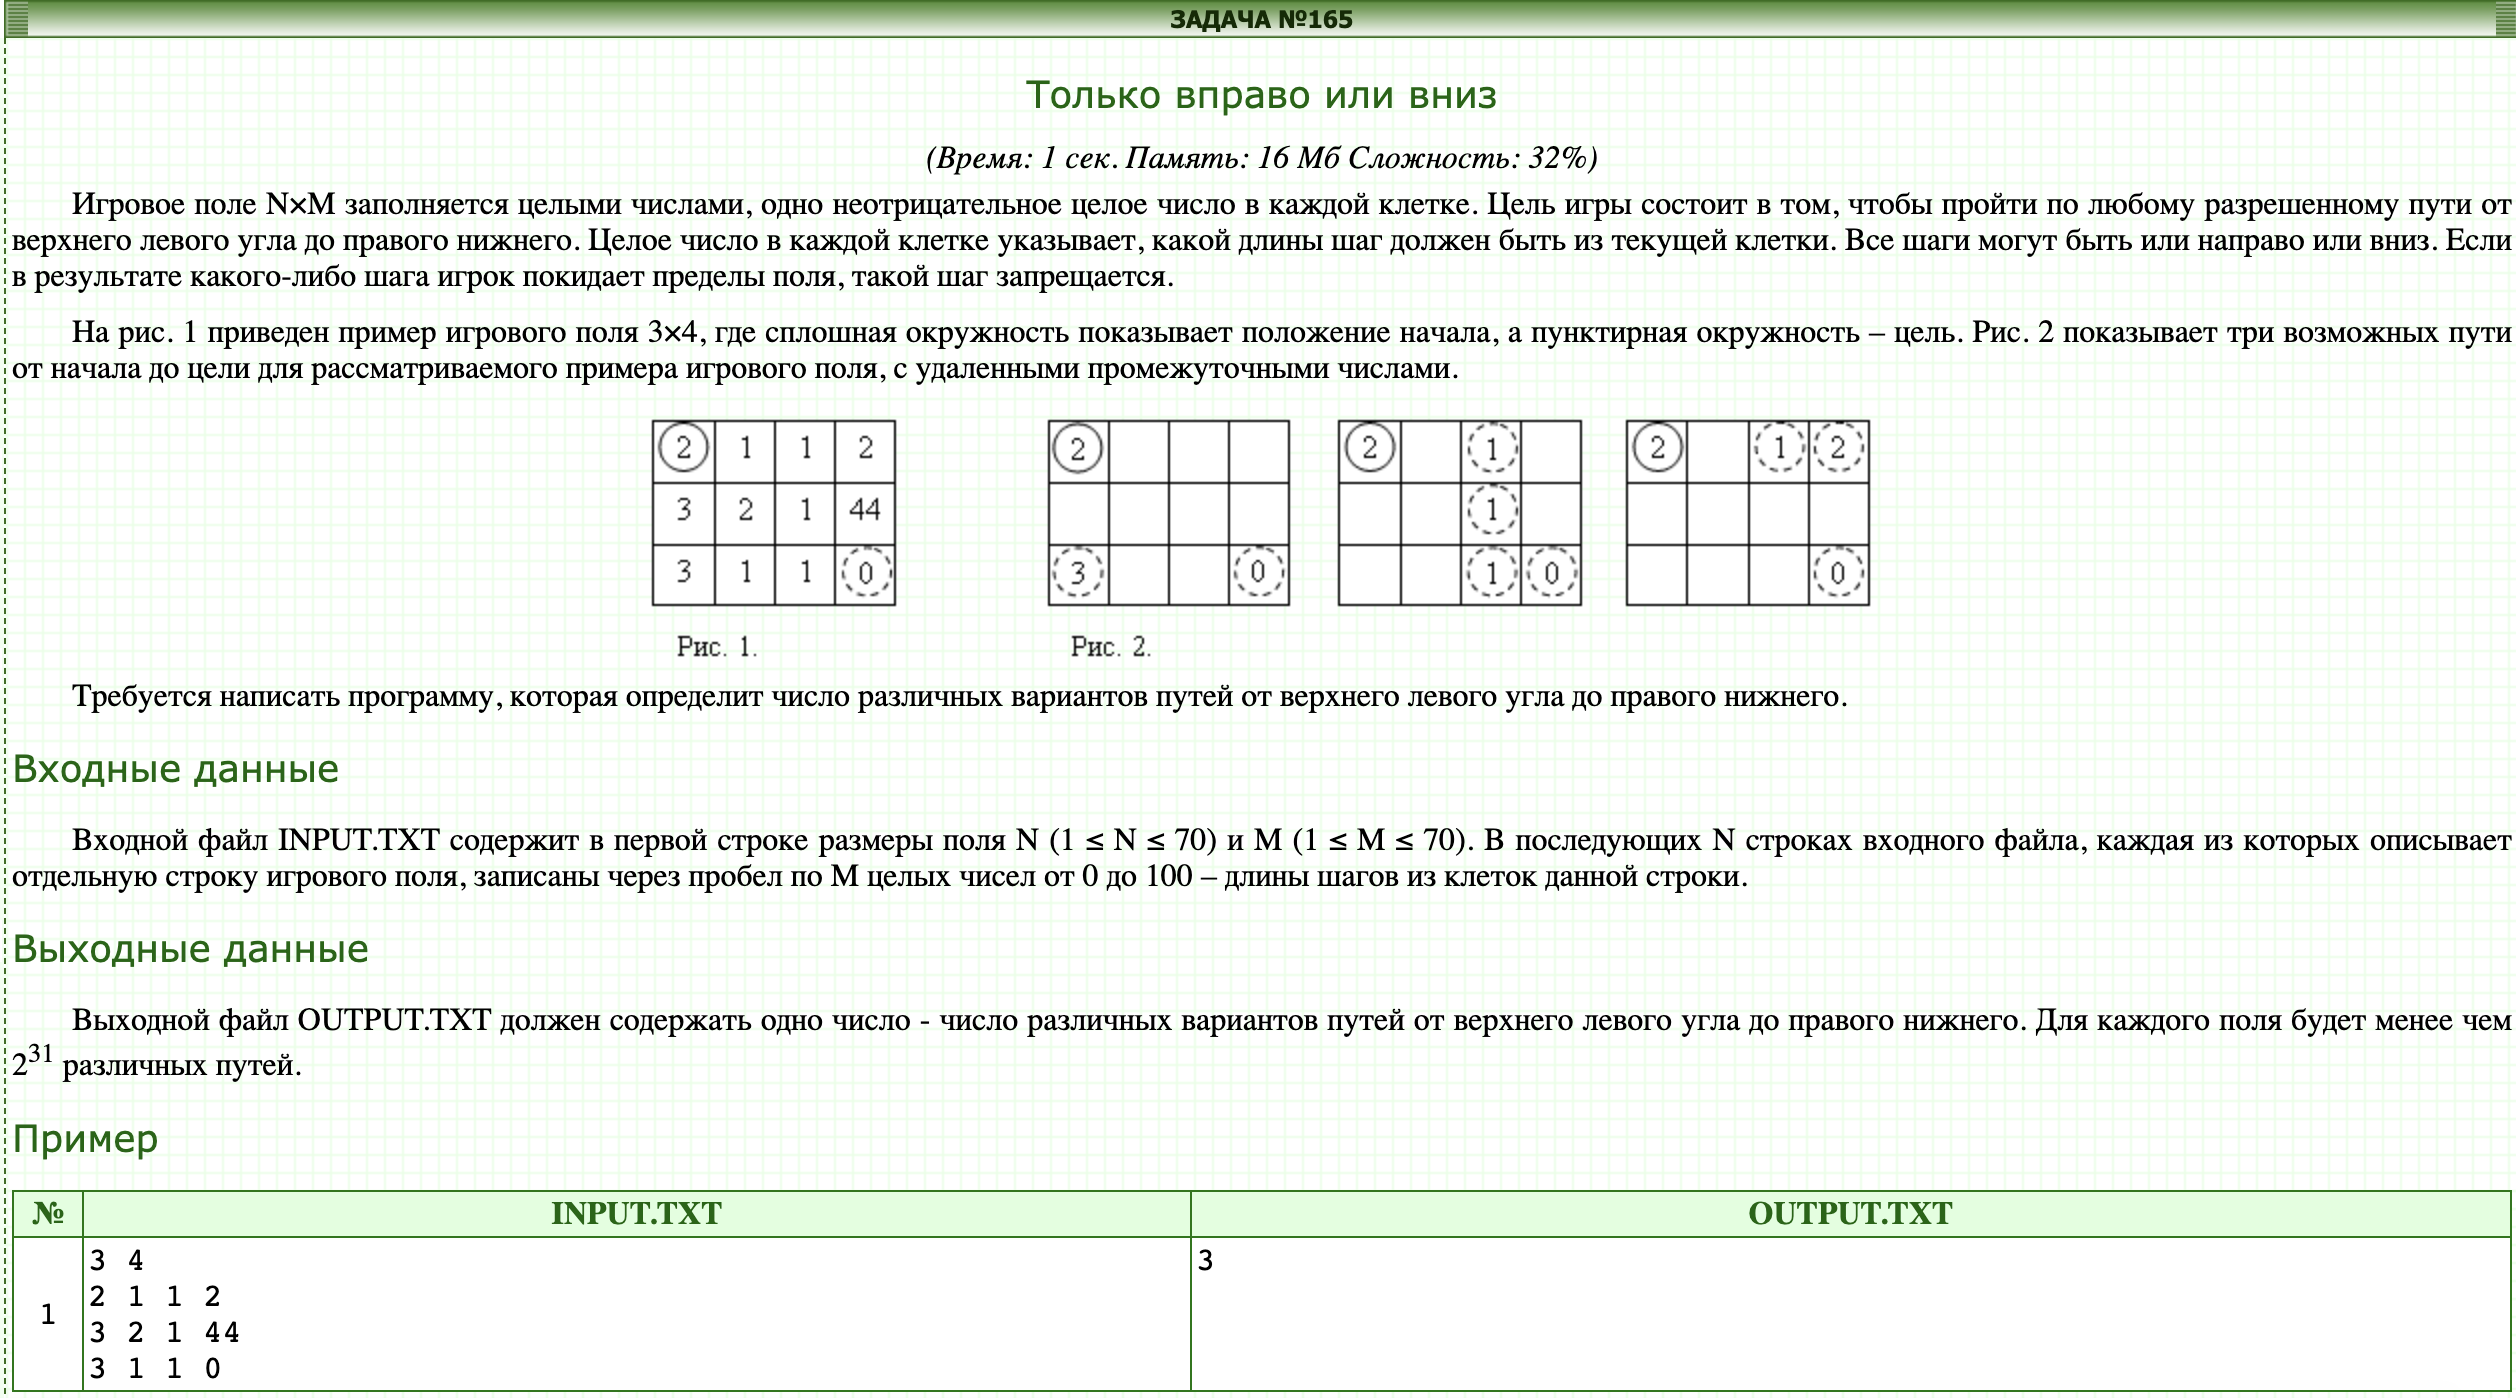 ЗАДАЧА №165
Только вправо или вниз
(Время: 1 сек. Память: 16 Мб Сложность: 32%)
Игровое поле N×M заполняется целыми числами, одно неотрицательное целое число в каждой клетке. Цель игры состоит в том, чтобы пройти по любому разрешенному пути от
верхнего левого угла до правого нижнего. Целое число в каждой клетке указывает, какой длины шаг должен быть из текущей клетки. Все шаги могут быть или направо или вниз. Если
в результате какого-либо шага игрок покидает пределы поля, такой шаг запрещается.
На рис. 1 приведен пример игрового поля 3×4, где сплошная окружность показывает положение начала, а пунктирная окружность – цель. Рис. 2 показывает три возможных пути
от начала до цели для рассматриваемого примера игрового поля, с удаленными промежуточными числами.
2 1 1 2
3 2 1 44
3 1 1 0
Рис. 1.
2
3 0
2 1
1
1 0
2 1 2
0
Рис. 2.
Требуется написать программу, которая определит число различных вариантов путей от верхнего левого угла до правого нижнего.
Входные данные
Входной файл INPUT.TXT содержит в первой строке размеры поля N (1 ≤ N ≤ 70) и M (1 ≤ M ≤ 70). В последующих N строках входного файла, каждая из которых описывает
отдельную строку игрового поля, записаны через пробел по M целых чисел от 0 до 100 – длины шагов из клеток данной строки.
Выходные данные
Выходной файл OUTPUT.TXT должен содержать одно число - число различных вариантов путей от верхнего левого угла до правого нижнего. Для каждого поля будет менее чем
2^31 различных путей.
Пример
№ INPUT.TXT OUTPUT.TXT
1
3 4
2 1 1 2
3 2 1 44
3 1 1 0
3